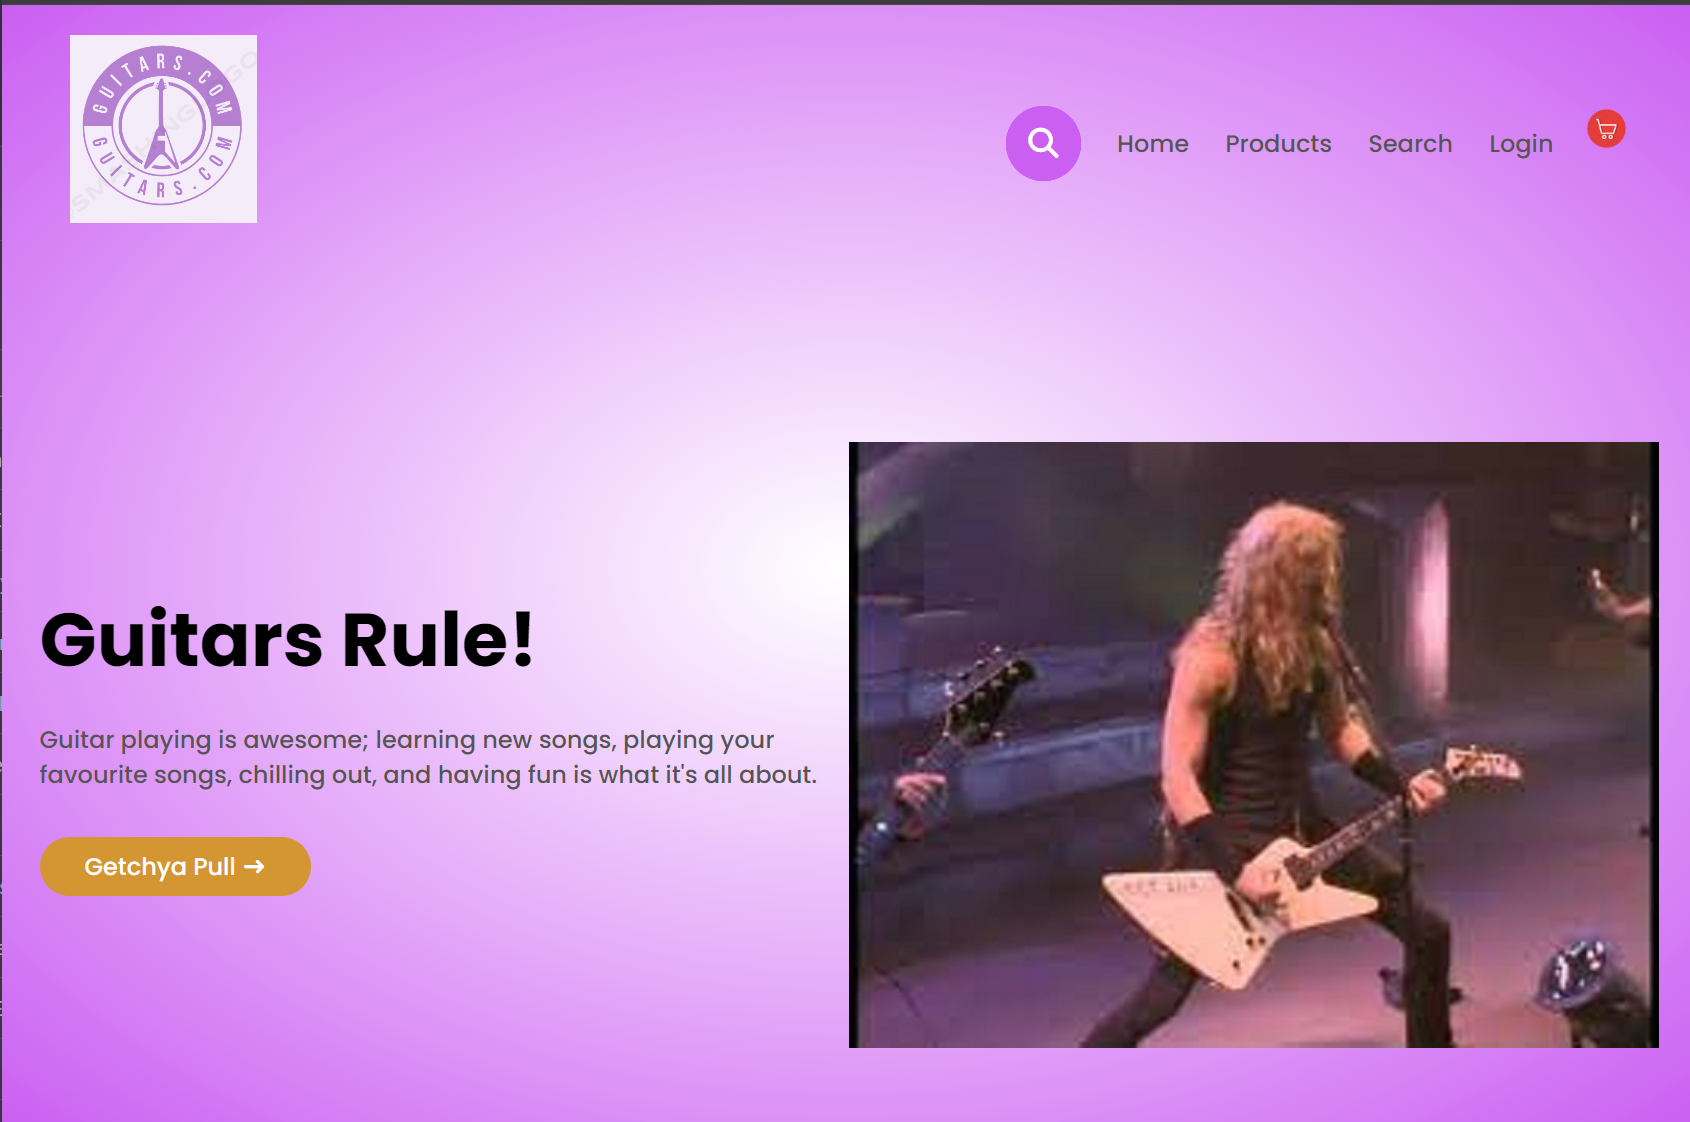 GUITARS.COM
GUITARS.COM
Home Products Search Login
Guitars Rule!
Guitar playing is awesome; learning new songs, playing your
favourite songs, chilling out, and having fun is what it's all about.
Getchya Pull →